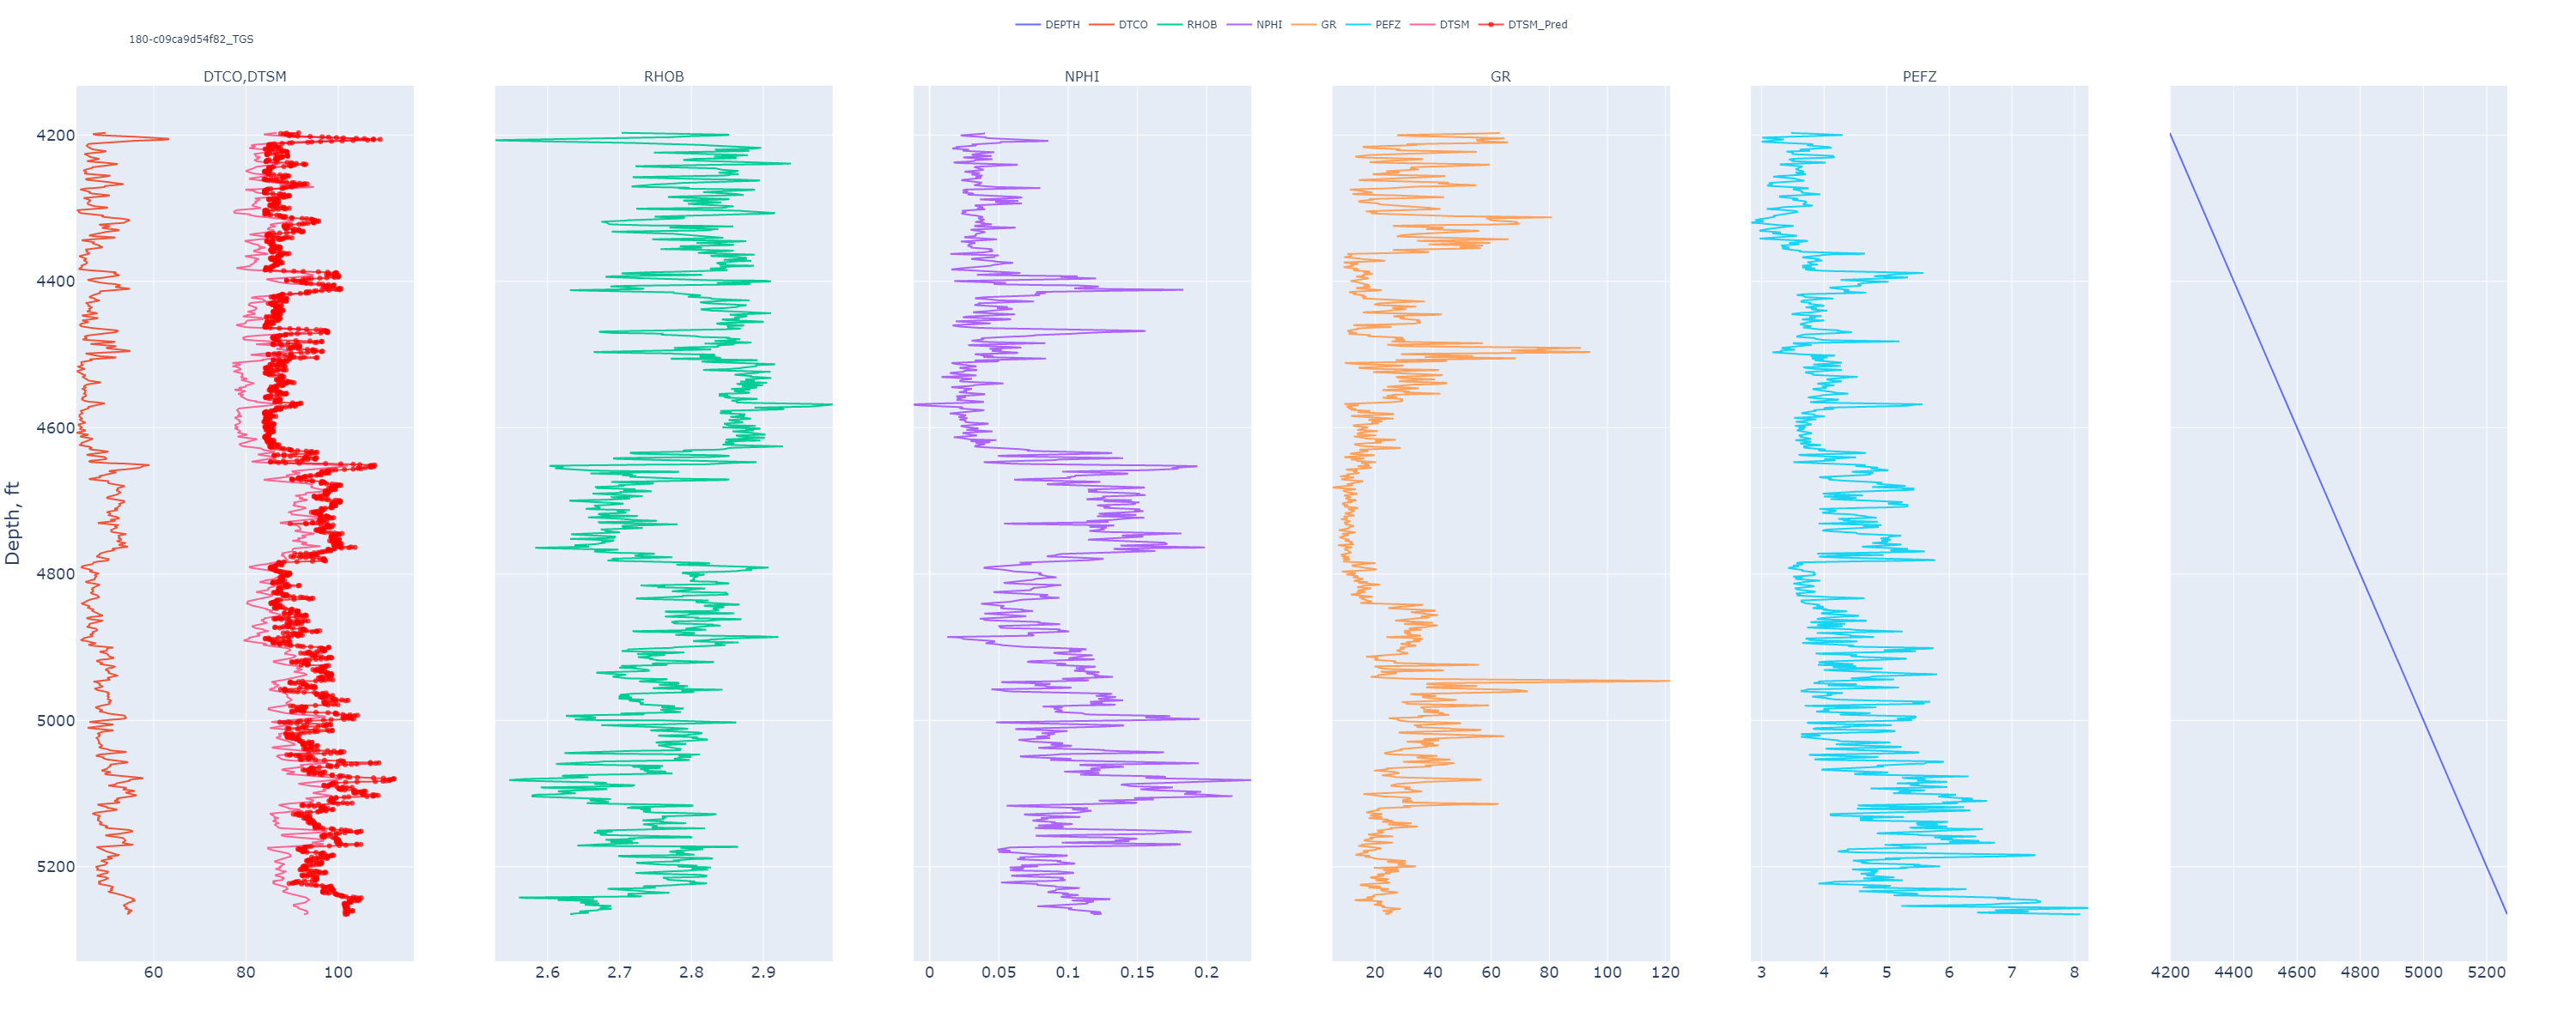 DEPTH DTCO RHOB NPHI GR PEFZ DTSM DTSM_Pred
180-c09ca9d54f82_TGS
DTCO,DTSM RHOB NPHI GR PEFZ
4200
4400
4600
Depth, ft
4800
5000
5200
60 80 100 2.6 2.7 2.8 2.9 0 0.05 0.1 0.15 0.2 20 40 60 80 100 120 3 4 5 6 7 8 4200 4400 4600 4800 5000 5200